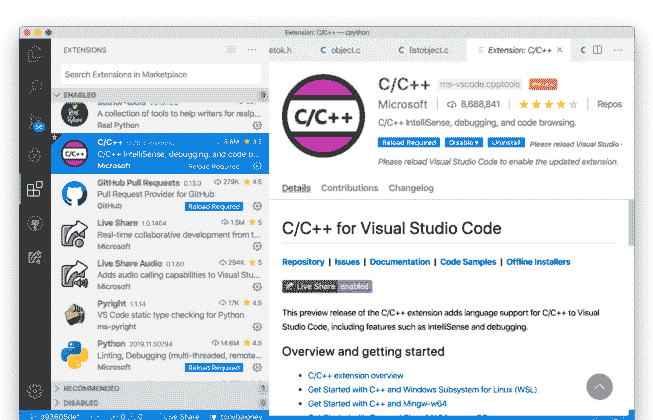 Extension: C/C++ — cpython
EXTENSIONS
Search Extensions in Marketplace
ENABLED
A collection of tools to help writers for realp...
Real Python
C/C++
8.6M 3.5
C/C++ IntelliSense, debugging, and code b...
Microsoft Reload Required
GitHub Pull Requests 0.13.0 279K 4.5
Pull Request Provider for GitHub
GitHub Reload Required
Live Share 1.0.1404 1.5M 5
Real-time collaborative development from t...
Microsoft
Live Share Audio 0.1.80 294K 5
Adds audio calling capabilities to Visual Stu...
Microsoft
Pyright 1.1.14 17K 4.5
VS Code static type checking for Python
ms-pyright
Python 2019.11.50794 14.6M 4.5
Linting, Debugging (multi-threaded, remote...
Microsoft Reload Required
RECOMMENDED
DISABLED
etok.h C object.c C listobject.c Extension: C/C++ C
C/C++
C/C++ ms-vscode.cpptools
Microsoft 8,688,841 Repos
C/C++ IntelliSense, debugging, and code browsing.
Reload Required Disable Uninstall Please reload Visual Studio
Please reload Visual Studio Code to enable the updated extension.
Details Contributions Changelog
C/C++ for Visual Studio Code
Repository | Issues | Documentation | Code Samples | Offline Installers
Live Share enabled
This preview release of the C/C++ extension adds language support for C/C++ to Visual
Studio Code, including features such as IntelliSense and debugging.
Overview and getting started
C/C++ extension overview
Get Started with C++ and Windows Subsystem for Linux (WSL)
Get Started with C++ and Mingw-w64
Live Share